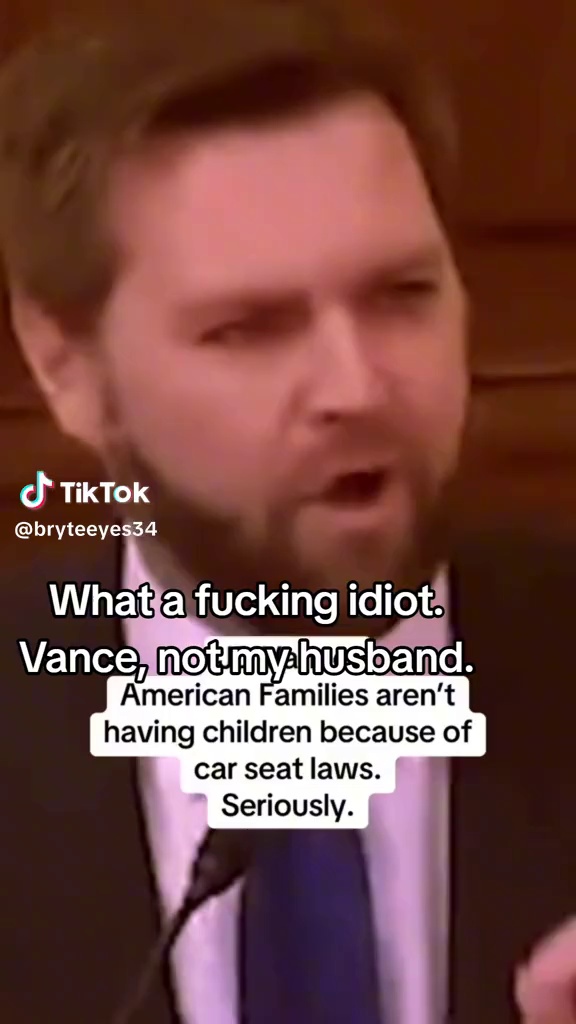 TikTok
@bryteeyes34
What a fucking idiot.
Vance, not my husband.
American Families aren't
having children because of
car seat laws.
Seriously.